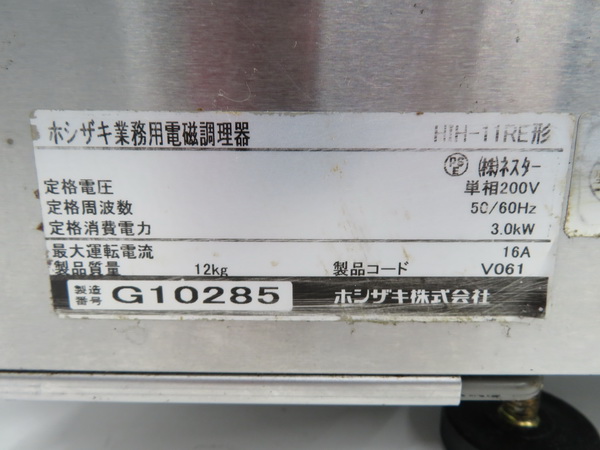 ホシザキ業務用電磁調理器 HIH-11RE形
PSE (株)ネスター
定格電圧 単相200V
定格周波数 50/60Hz
定格消費電力 3.0kW
最大運転電流 16A
製品質量 12kg 製品コード V061
製造番号 G10285 ホシザキ株式会社